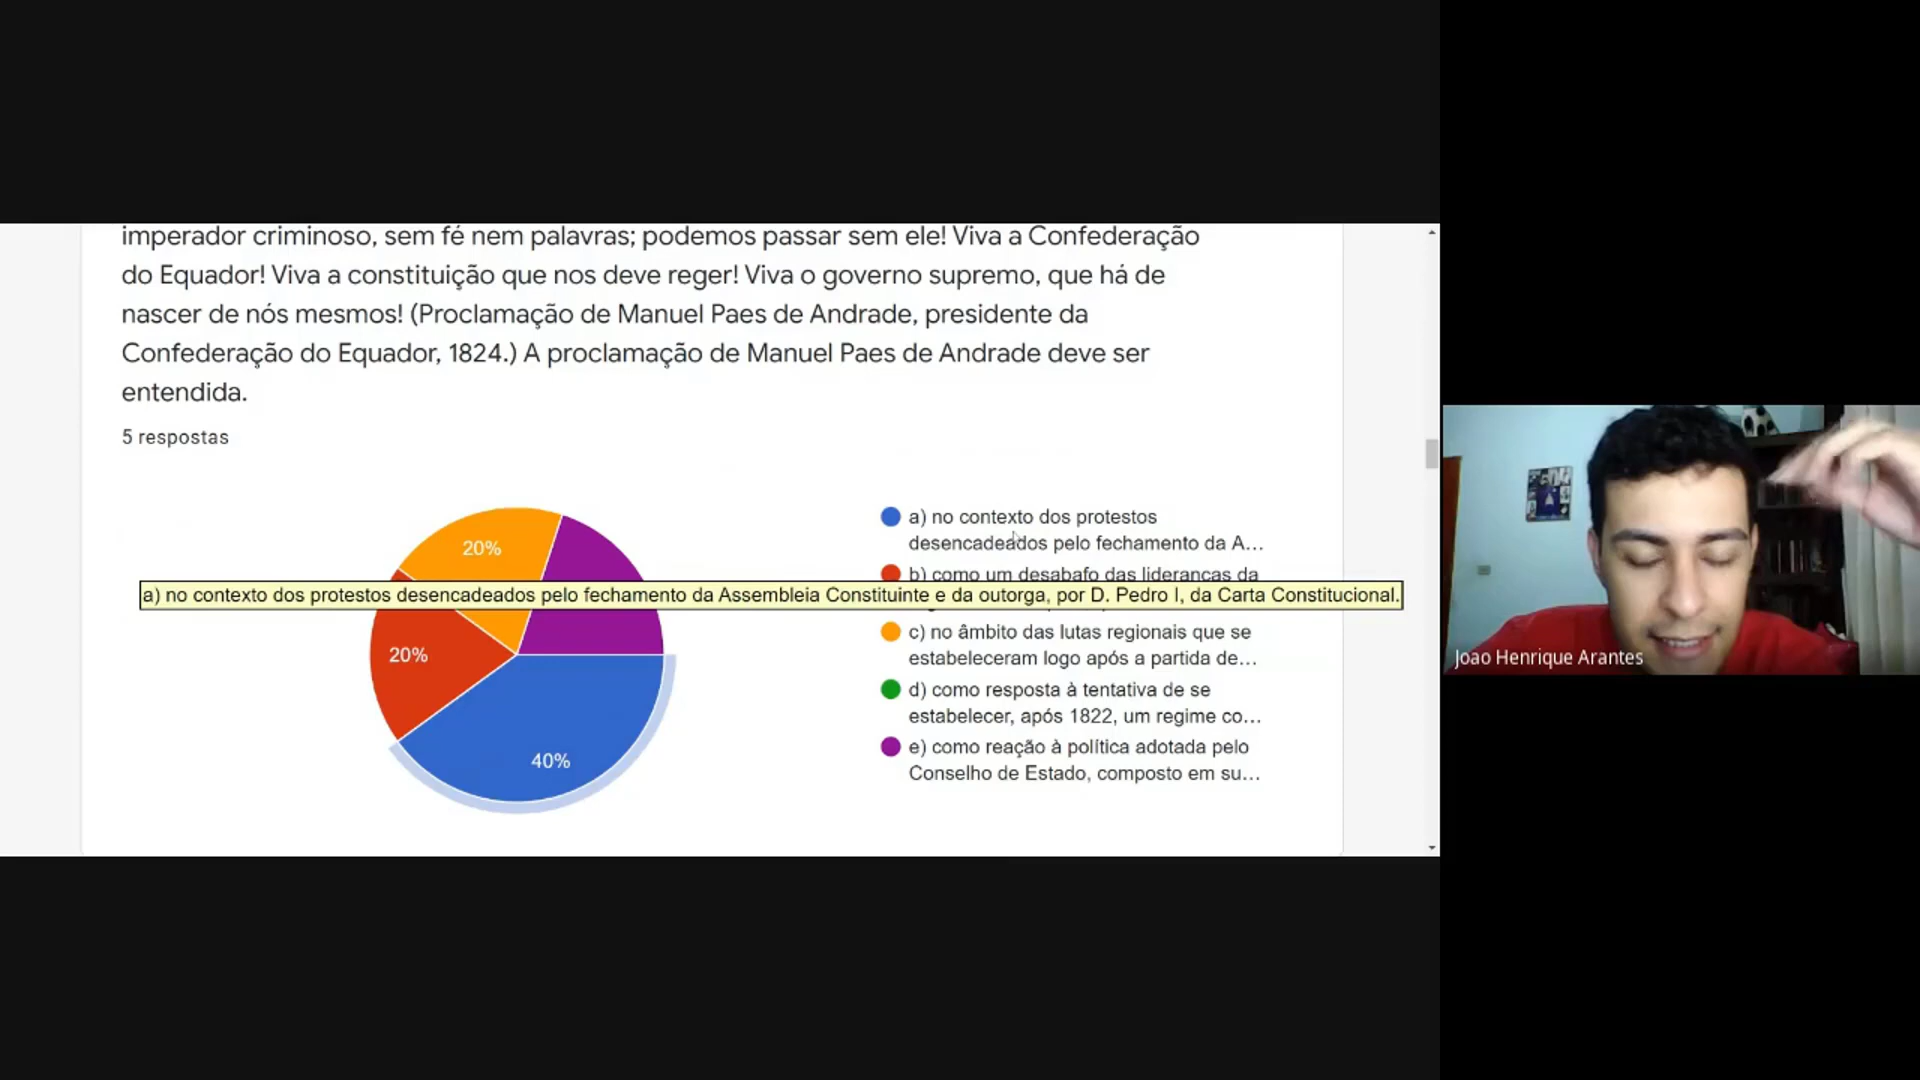 imperador criminoso, sem fé nem palavras; podemos passar sem ele! Viva a Confederação
do Equador! Viva a constituição que nos deve reger! Viva o governo supremo, que há de
nascer de nós mesmos! (Proclamação de Manuel Paes de Andrade, presidente da
Confederação do Equador, 1824.) A proclamação de Manuel Paes de Andrade deve ser
entendida.
5 respostas
20%
20%
40%
a) no contexto dos protestos
desencadeados pelo fechamento da A...
b) como um desabafo das lideranças da
a) no contexto dos protestos desencadeados pelo fechamento da Assembleia Constituinte e da outorga, por D. Pedro I, da Carta Constitucional.
c) no âmbito das lutas regionais que se
estabeleceram logo após a partida de...
d) como resposta à tentativa de se
estabelecer, após 1822, um regime co...
e) como reação à política adotada pelo
Conselho de Estado, composto em su...
Joao Henrique Arantes